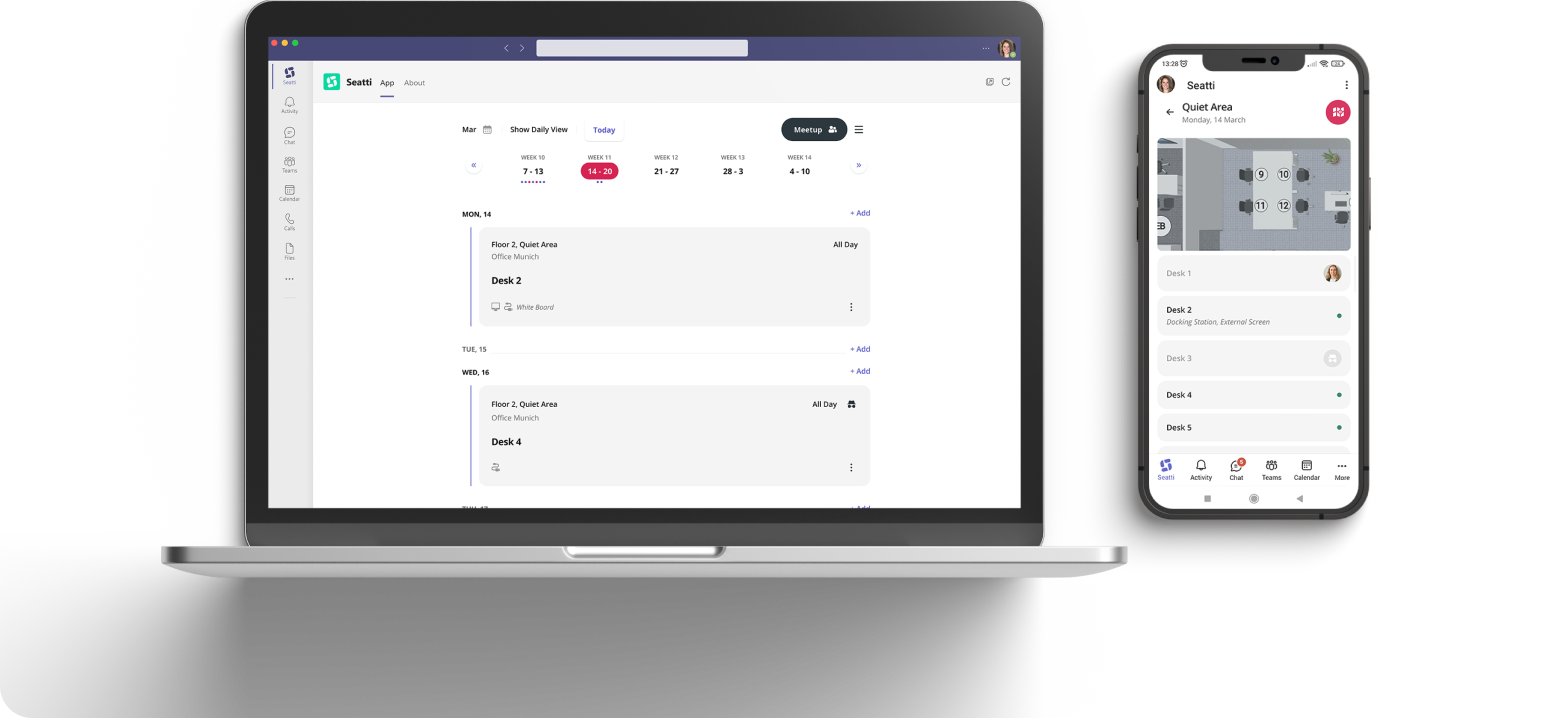 Seatti App About
Seatti
Activity
Chat
Teams
Calendar
Calls
Files
Mar Show Daily View Today Meetup
WEEK 10 WEEK 11 WEEK 12 WEEK 13 WEEK 14
7 - 13 14 - 20 21 - 27 28 - 3 4 - 10
MON, 14 + Add
Floor 2, Quiet Area All Day
Office Munich
Desk 2
White Board
TUE, 15 + Add
WED, 16 + Add
Floor 2, Quiet Area All Day
Office Munich
Desk 4
13:28
Seatti
Quiet Area
Monday, 14 March
9 10
11 12
EB
Desk 1
Desk 2
Docking Station, External Screen
Desk 3
Desk 4
Desk 5
5
Seatti Activity Chat Teams Calendar More